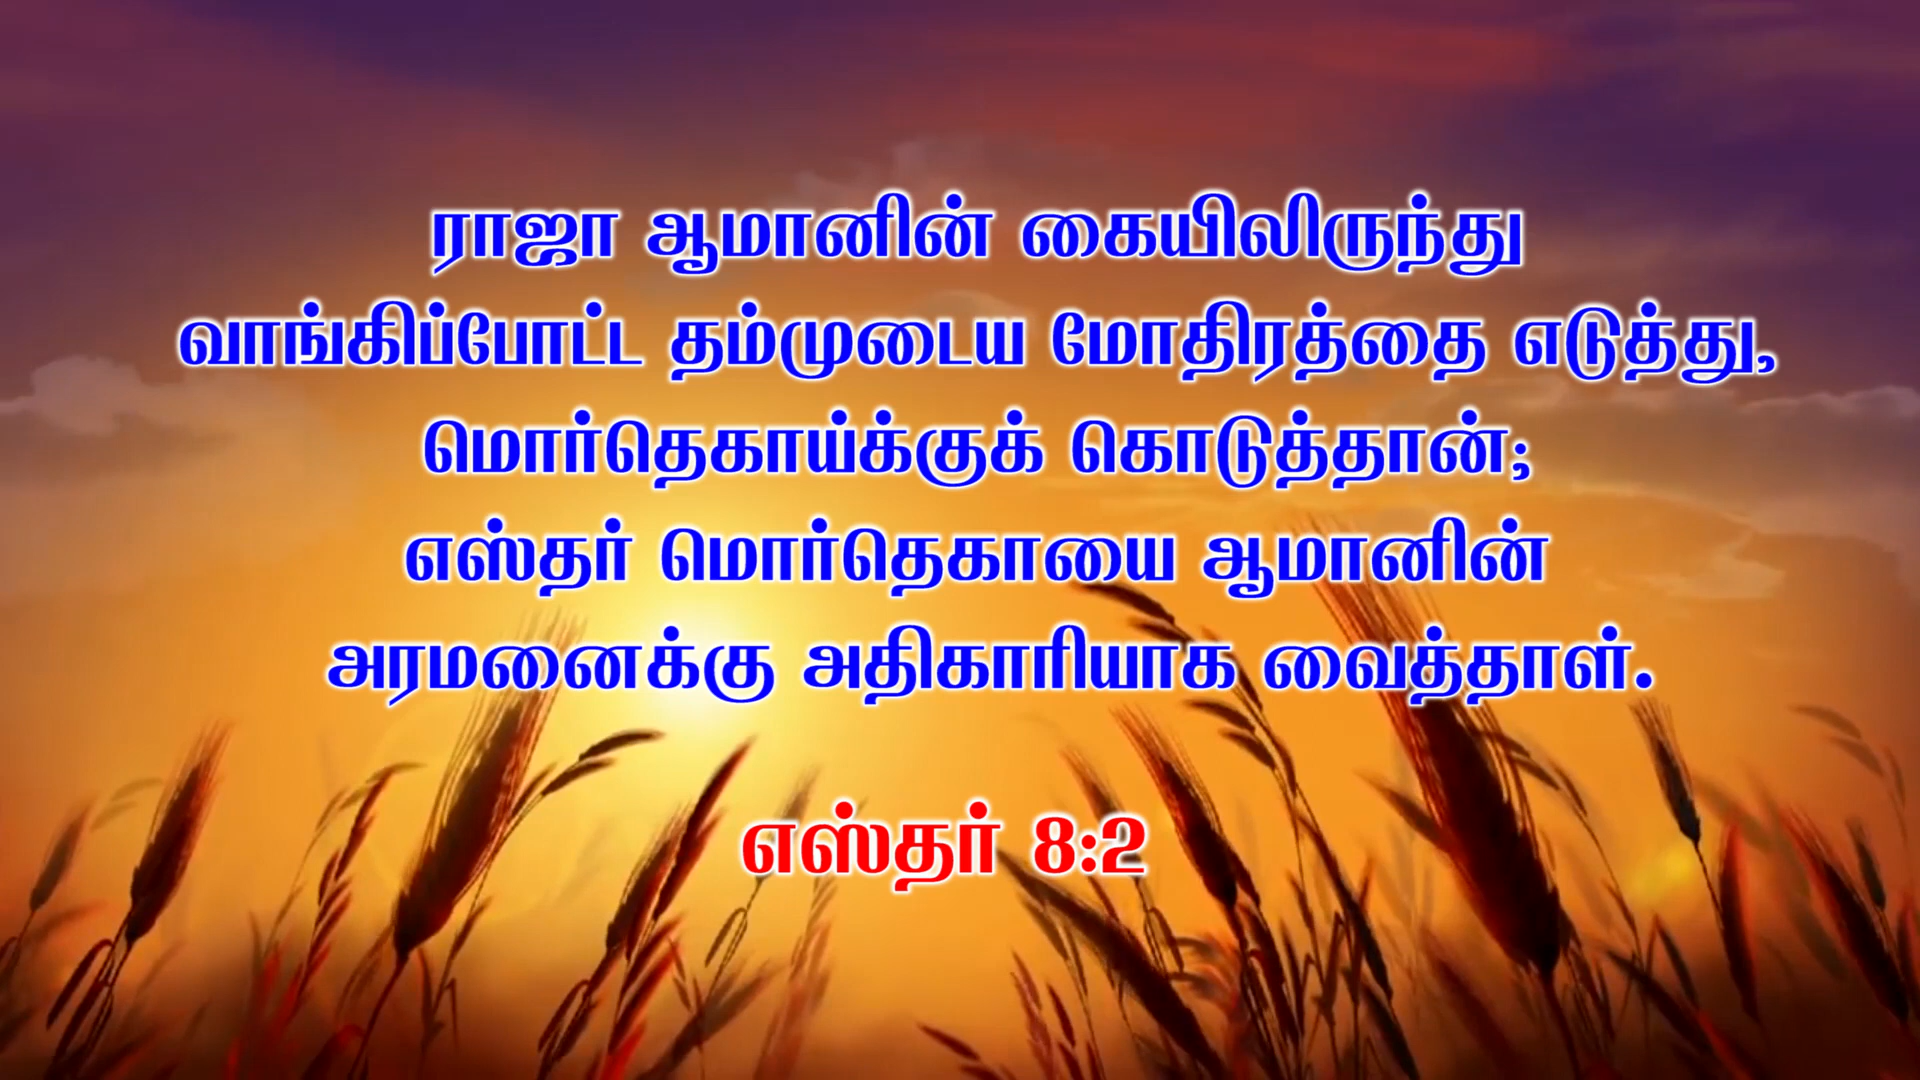 ராஜா ஆமானின் கையிலிருந்து
வாங்கிப்போட்ட தம்முடைய மோதிரத்தை எடுத்து,
மொர்தெகாய்க்குக் கொடுத்தான்;
எஸ்தர் மொர்தெகாயை ஆமானின்
அரமனைக்கு அதிகாரியாக வைத்தாள்.
எஸ்தர் 8:2